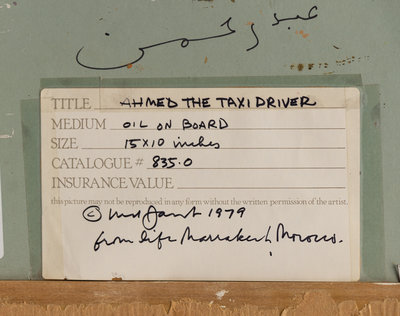 عبد الرحمن
TITLE AHMED THE TAXI DRIVER
MEDIUM OIL ON BOARD
SIZE 15X10 inches
CATALOGUE # 835.0
INSURANCE VALUE
this picture may not be reproduced in any form without the written permission of the artist.
© 1979
from life Marrakech, Morocco.